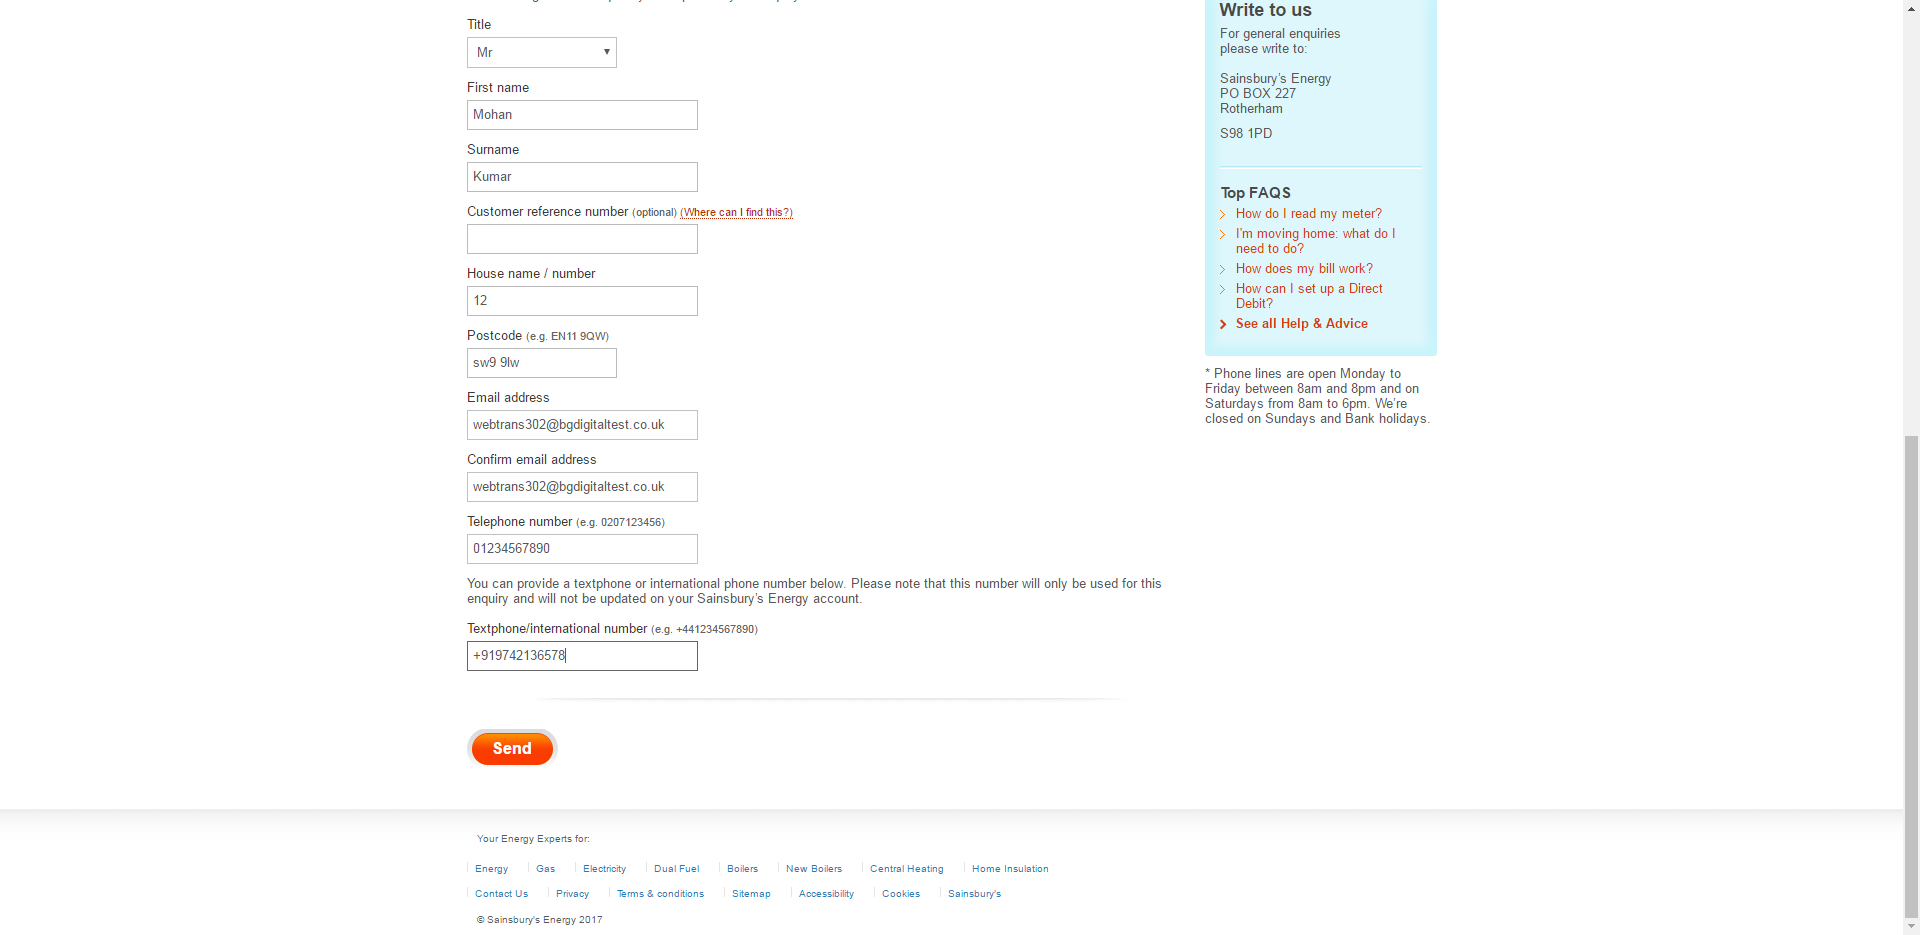 Title
Mr
First name
Mohan
Surname
Kumar
Customer reference number (optional) (Where can I find this?)
House name / number
12
Postcode (e.g. EN11 9QW)
sw9 9lw
Email address
webtrans302@bgdigitaltest.co.uk
Confirm email address
webtrans302@bgdigitaltest.co.uk
Telephone number (e.g. 0207123456)
01234567890
You can provide a textphone or international phone number below. Please note that this number will only be used for this
enquiry and will not be updated on your Sainsbury's Energy account.
Textphone/international number (e.g. +441234567890)
+919742136578
Send
Write to us
For general enquiries
please write to:
Sainsbury's Energy
PO BOX 227
Rotherham
S98 1PD
Top FAQS
How do I read my meter?
I'm moving home: what do I
need to do?
How does my bill work?
How can I set up a Direct
Debit?
See all Help & Advice
* Phone lines are open Monday to
Friday between 8am and 8pm and on
Saturdays from 8am to 6pm. We're
closed on Sundays and Bank holidays.
Your Energy Experts for:
Energy Gas Electricity Dual Fuel Boilers New Boilers Central Heating Home Insulation
Contact Us Privacy Terms & conditions Sitemap Accessibility Cookies Sainsbury's
© Sainsbury's Energy 2017